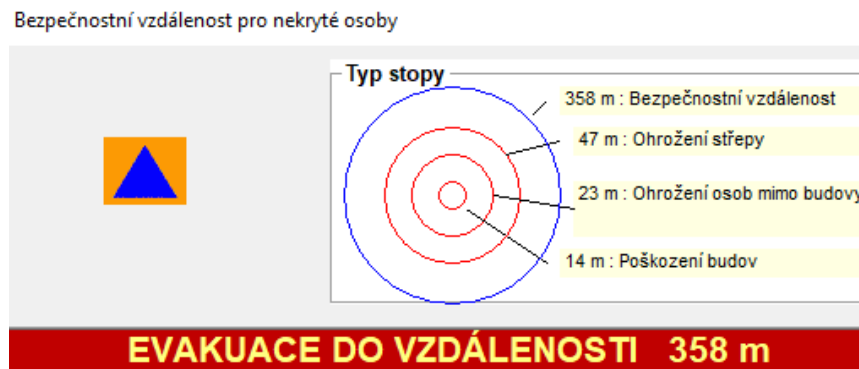 Bezpečnostní vzdálenost pro nekryté osoby
Typ stopy
358 m : Bezpečnostní vzdálenost
47 m : Ohrožení střepy
23 m : Ohrožení osob mimo budovy
14 m : Poškození budov
EVAKUACE DO VZDÁLENOSTI 358 m